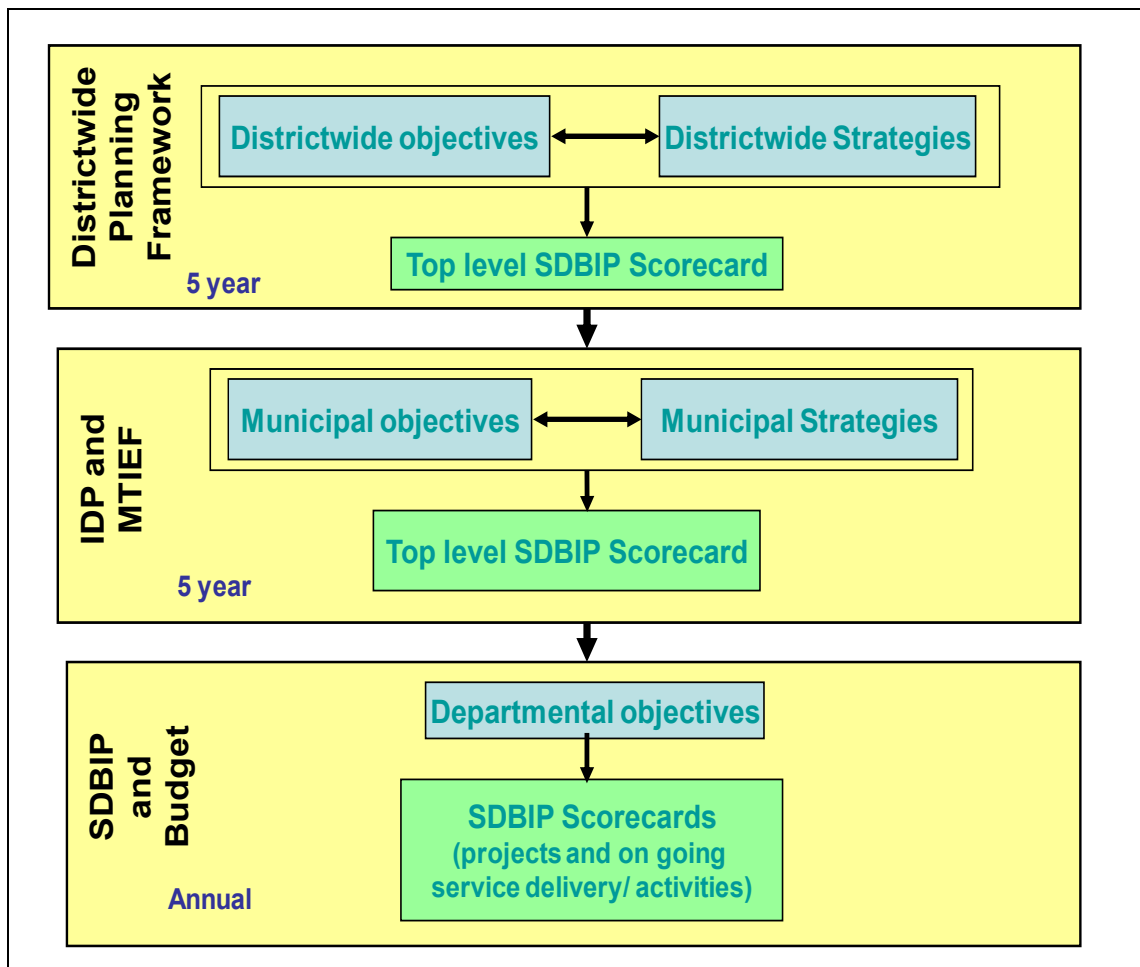 Districtwide
Planning
Framework
Districtwide objectives
Districtwide Strategies
Top level SDBIP Scorecard
5 year
IDP and
MTIEF
Municipal objectives
Municipal Strategies
Top level SDBIP Scorecard
5 year
SDBIP
and
Budget
Departmental objectives
SDBIP Scorecards
(projects and on going
service delivery/ activities)
Annual